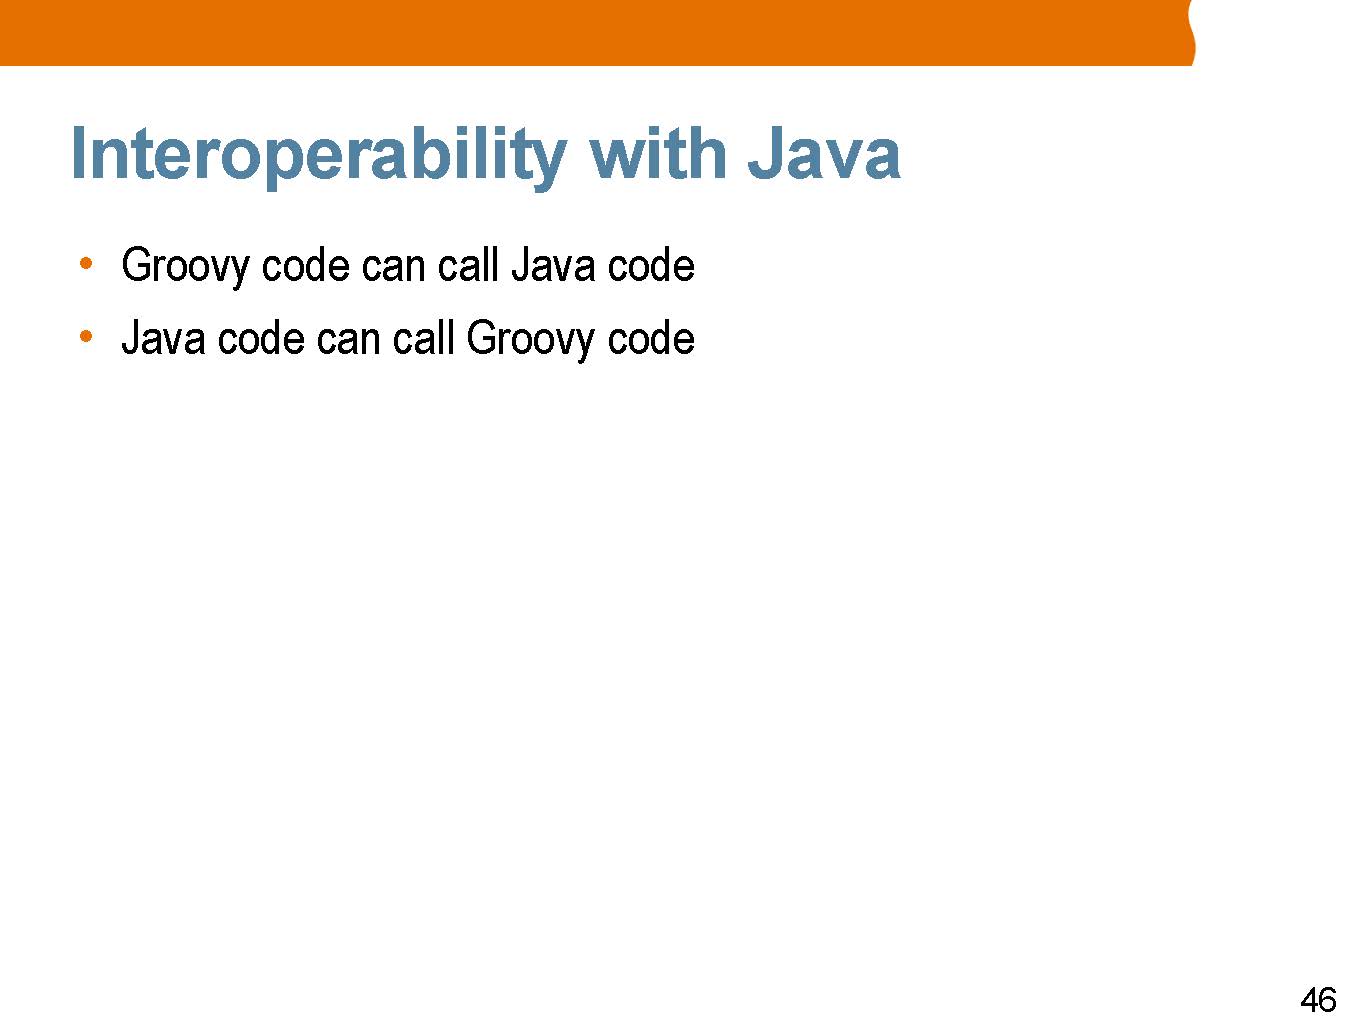 Interoperability with Java
• Groovy code can call Java code
• Java code can call Groovy code
46